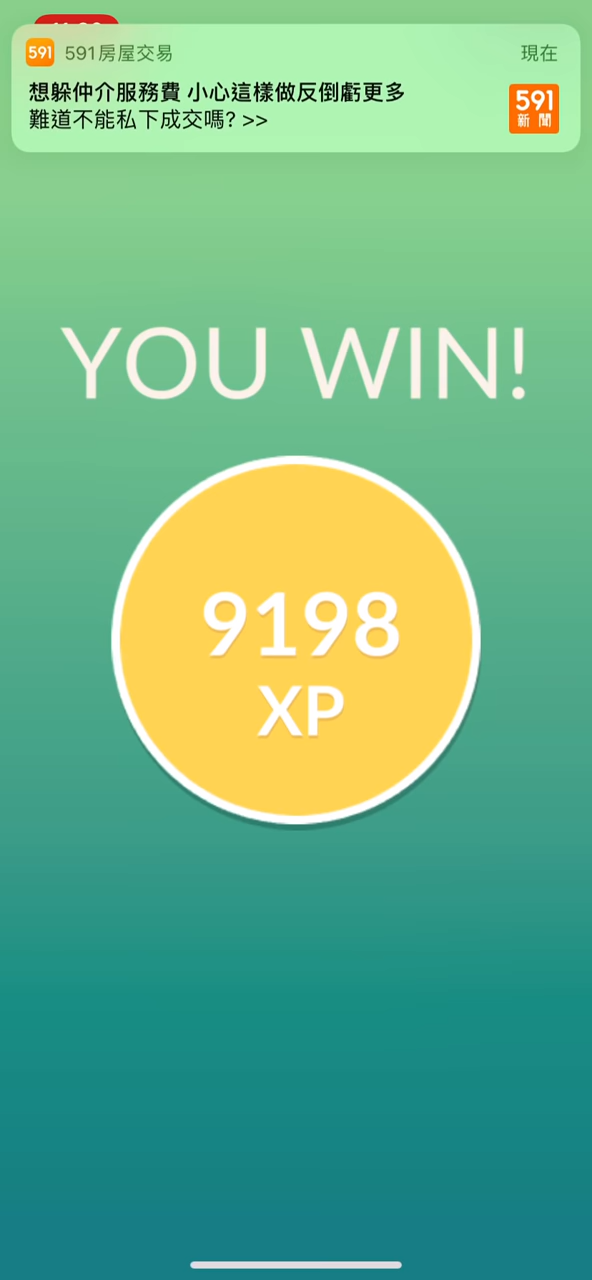 591 591房屋交易 現在
想躲仲介服務費 小心這樣做反倒虧更多
難道不能私下成交嗎? >>
591
新聞
YOU WIN!
9198
XP